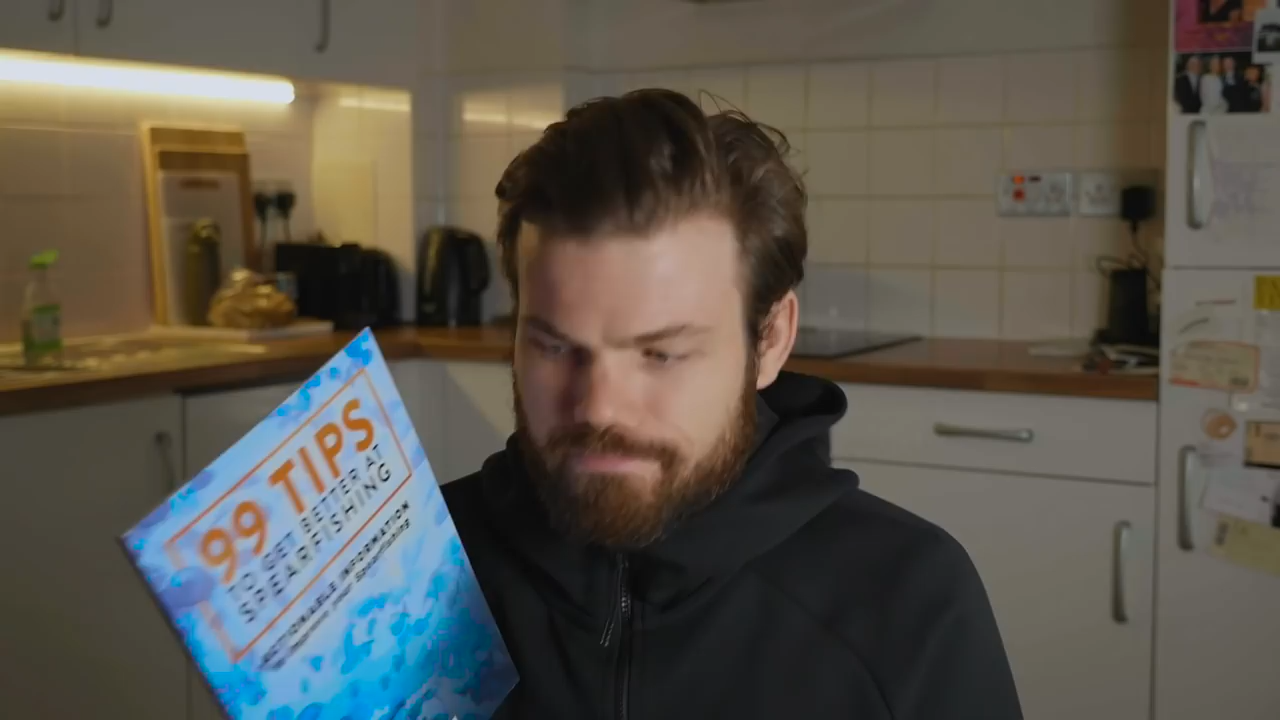 99 TIPS
TO GET BETTER AT
SPEARFISHING
ACTIONABLE INFORMATION